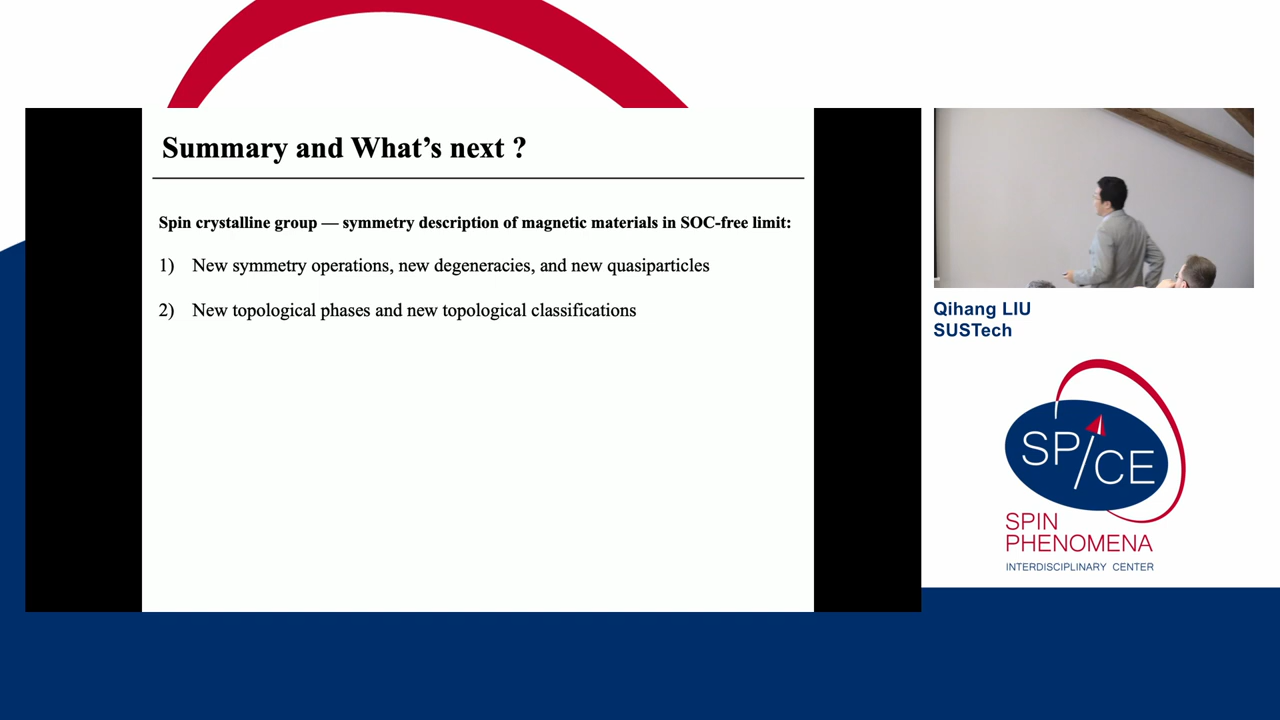 Summary and What’s next ?
Spin crystalline group — symmetry description of magnetic materials in SOC-free limit:
1) New symmetry operations, new degeneracies, and new quasiparticles
2) New topological phases and new topological classifications
Qihang LIU
SUSTech
SP/CE
SPIN
PHENOMENA
INTERDISCIPLINARY CENTER